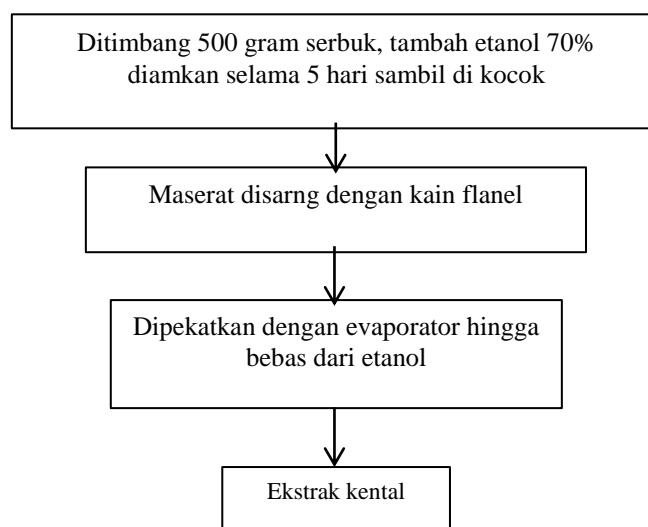 Ditimbang 500 gram serbuk, tambah etanol 70%
diamkan selama 5 hari sambil di kocok
Maserat disarng dengan kain flanel
Dipekatkan dengan evaporator hingga
bebas dari etanol
Ekstrak kental